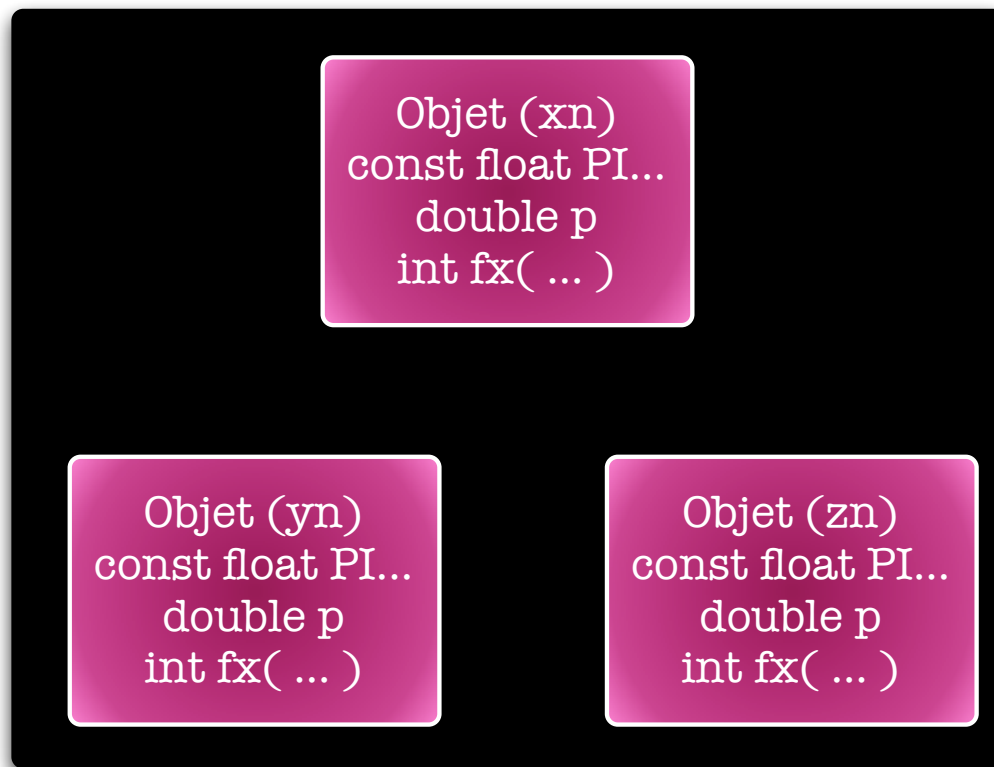 Objet (xn)
const float PI...
double p
int fx( ... )
Objet (yn)
const float PI...
double p
int fx( ... )
Objet (zn)
const float PI...
double p
int fx( ... )